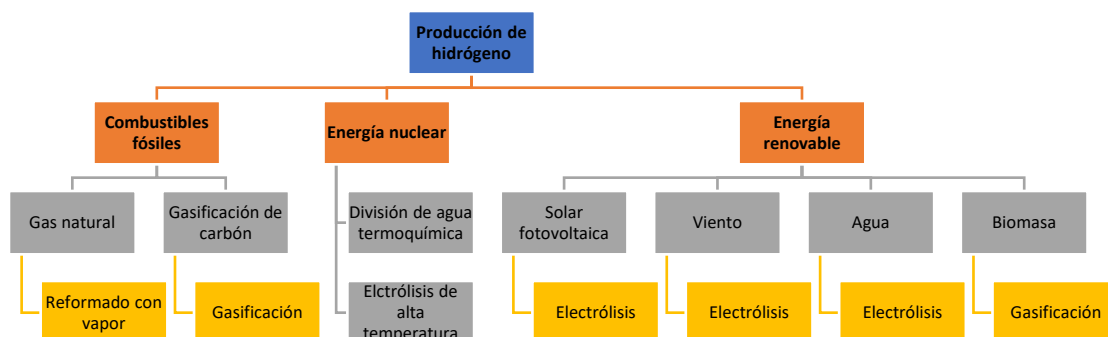 Producción de
hidrógeno
Combustibles
fósiles
Energía nuclear
Energía
renovable
Gas natural
Gasificación de
carbón
División de agua
termoquímica
Solar
fotovoltaica
Viento
Agua
Biomasa
Reformado con
vapor
Gasificación
Elctrólisis de
alta
temperatura
Electrólisis
Electrólisis
Electrólisis
Gasificación